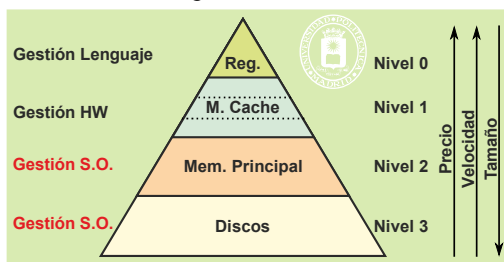 Gestión Lenguaje
Reg.
Nivel 0
Gestión HW
M. Cache
Nivel 1
Gestión S.O.
Mem. Principal
Nivel 2
Gestión S.O.
Discos
Nivel 3
Precio
Velocidad
Tamaño